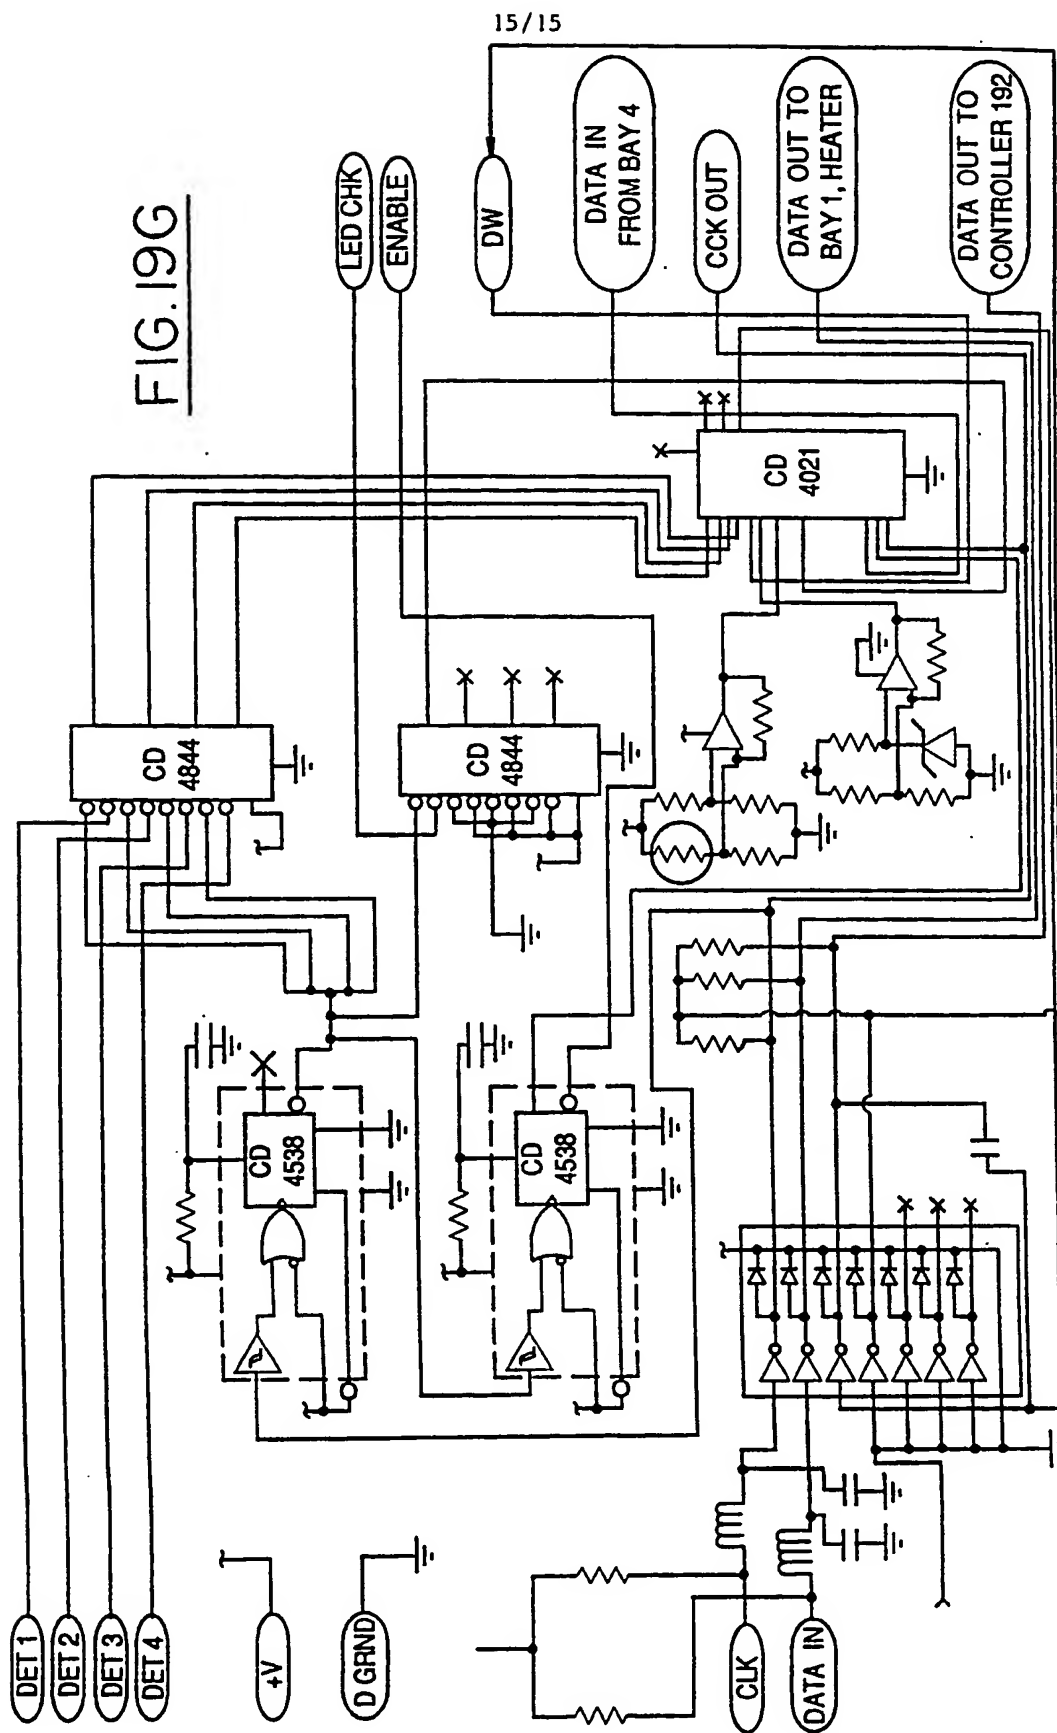 15/15
FIG.19G
DET 1
DET 2
DET 3
DET 4
+V
D GRND
CLK
DATA IN
CD
4538
CD
4538
CD
4844
CD
4844
CD
4021
LED CHK
ENABLE
DW
DATA IN
FROM BAY 4
CCK OUT
DATA OUT TO
BAY 1, HEATER
DATA OUT TO
CONTROLLER 192